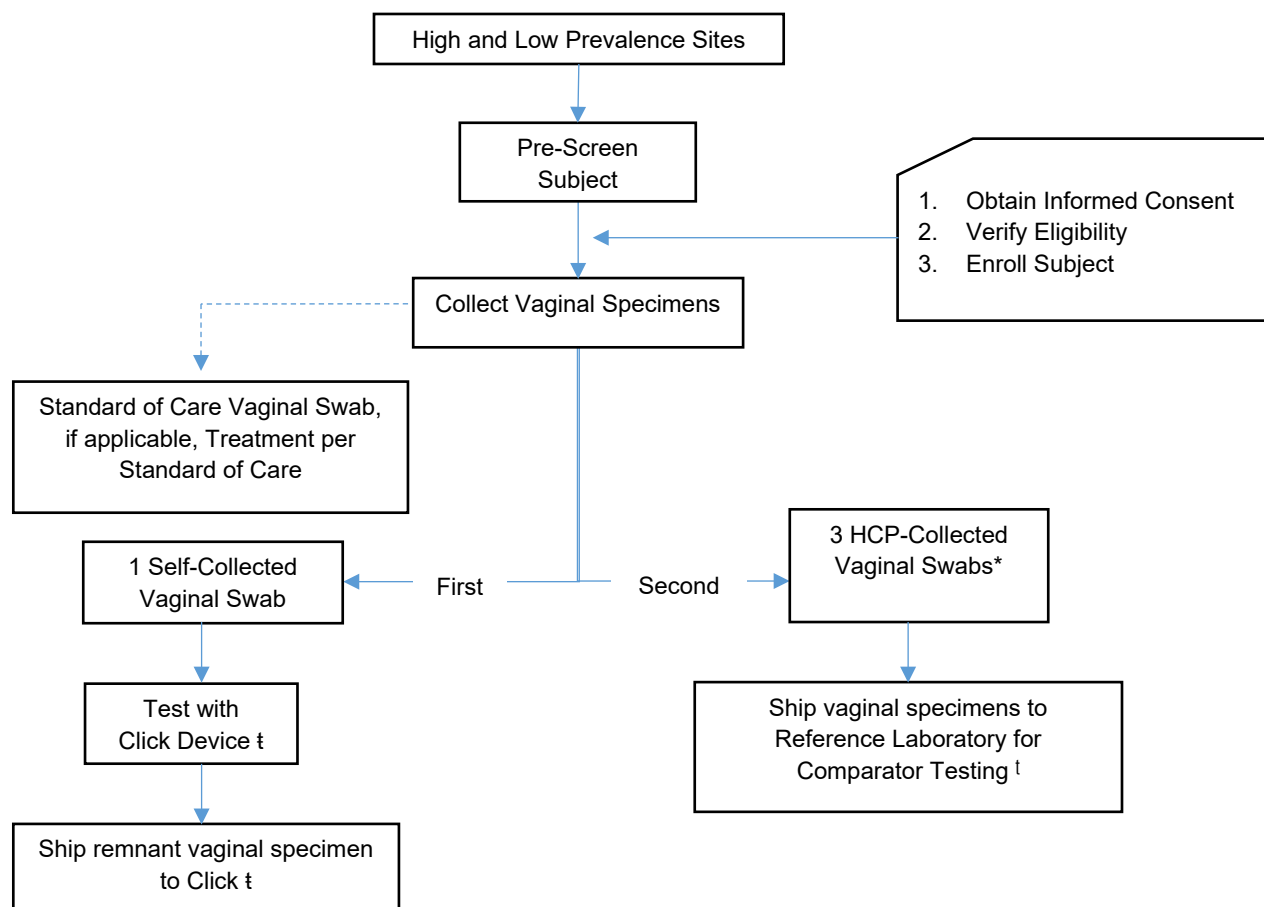 High and Low Prevalence Sites
Pre-Screen
Subject
1. Obtain Informed Consent
2. Verify Eligibility
3. Enroll Subject
Collect Vaginal Specimens
Standard of Care Vaginal Swab,
if applicable, Treatment per
Standard of Care
3 HCP-Collected
Vaginal Swabs*
1 Self-Collected
Vaginal Swab
First
Second
Test with
Click Device ŧ
Ship vaginal specimens to
Reference Laboratory for
Comparator Testing ƚ
Ship remnant vaginal specimen
to Click ŧ